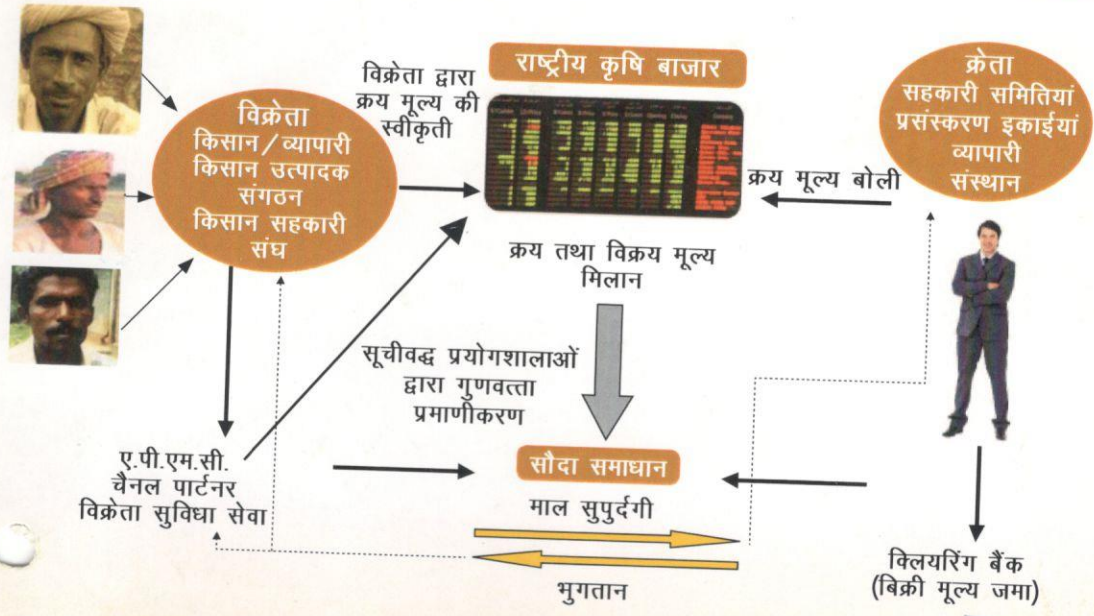 राष्ट्रीय कृषि बाजार
विक्रेता द्वारा
क्रय मूल्य की
स्वीकृती
विक्रेता
किसान/व्यापारी
किसान उत्पादक
संगठन
किसान सहकारी
संघ
क्रेता
सहकारी समितियां
प्रसंस्करण इकाईयां
व्यापारी
संस्थान
क्रय मूल्य बोली
क्रय तथा विक्रय मूल्य
मिलान
सूचीवद्ध प्रयोगशालाओं
द्वारा गुणवत्ता
प्रमाणीकरण
ए.पी.एम.सी.
चैनल पार्टनर
विक्रेता सुविधा सेवा
सौदा समाधान
माल सुपुर्दगी
भुगतान
क्लियरिंग बैंक
(बिक्री मूल्य जमा)